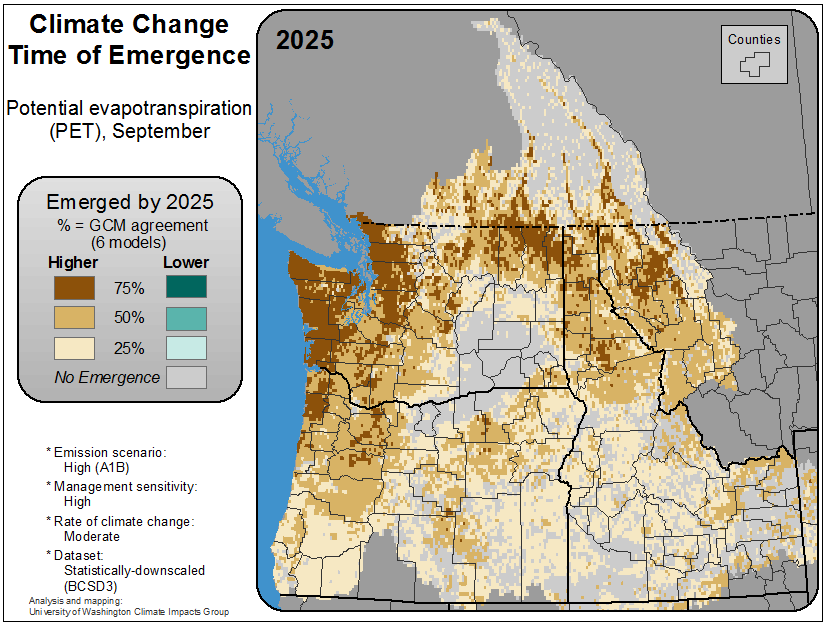 Climate Change
Time of Emergence
Potential evapotranspiration
(PET), September
Emerged by 2025
% = GCM agreement
(6 models)
Higher Lower
75%
50%
25%
No Emergence
* Emission scenario:
High (A1B)
* Management sensitivity:
High
* Rate of climate change:
Moderate
* Dataset:
Statistically-downscaled
(BCSD3)
Analysis and mapping:
University of Washington Climate Impacts Group
2025
Counties